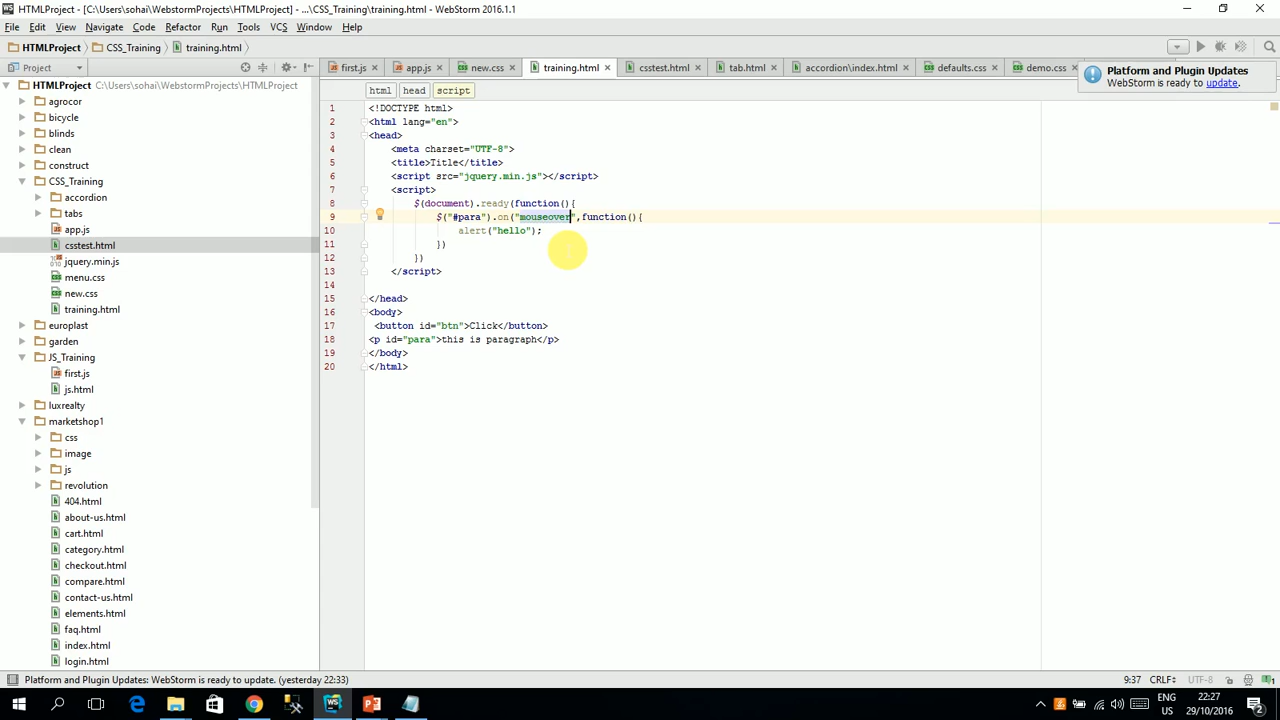 HTMLProject - [C:\Users\sohai\WebstormProjects\HTMLProject] - ...\CSS_Training\training.html - WebStorm 2016.1.1
File Edit View Navigate Code Refactor Run Tools VCS Window Help
HTMLProject CSS_Training training.html
Project
first.js app.js new.css training.html csstest.html tab.html accordion\index.html defaults.css demo.css
Platform and Plugin Updates
WebStorm is ready to update.
HTMLProject C:\Users\sohai\WebstormProjects\HTMLProject
agrocor
bicycle
blinds
clean
construct
CSS_Training
accordion
tabs
app.js
csstest.html
jquery.min.js
menu.css
new.css
training.html
europlast
garden
JS_Training
first.js
js.html
luxrealty
marketshop1
css
image
js
revolution
404.html
about-us.html
cart.html
category.html
checkout.html
compare.html
contact-us.html
elements.html
faq.html
index.html
login.html
html head script
1 <!DOCTYPE html>
2 <html lang="en">
3 <head>
4 <meta charset="UTF-8">
5 <title>Title</title>
6 <script src="jquery.min.js"></script>
7 <script>
8 $(document).ready(function(){
9 $("#para").on("mouseover",function(){
10 alert("hello");
11 })
12 })
13 </script>
14
15 </head>
16 <body>
17 <button id="btn">Click</button>
18 <p id="para">this is paragraph</p>
19 </body>
20 </html>
Platform and Plugin Updates: WebStorm is ready to update. (yesterday 22:33)
9:37 CRLF÷ UTF-8÷
ENG 22:27
US 29/10/2016